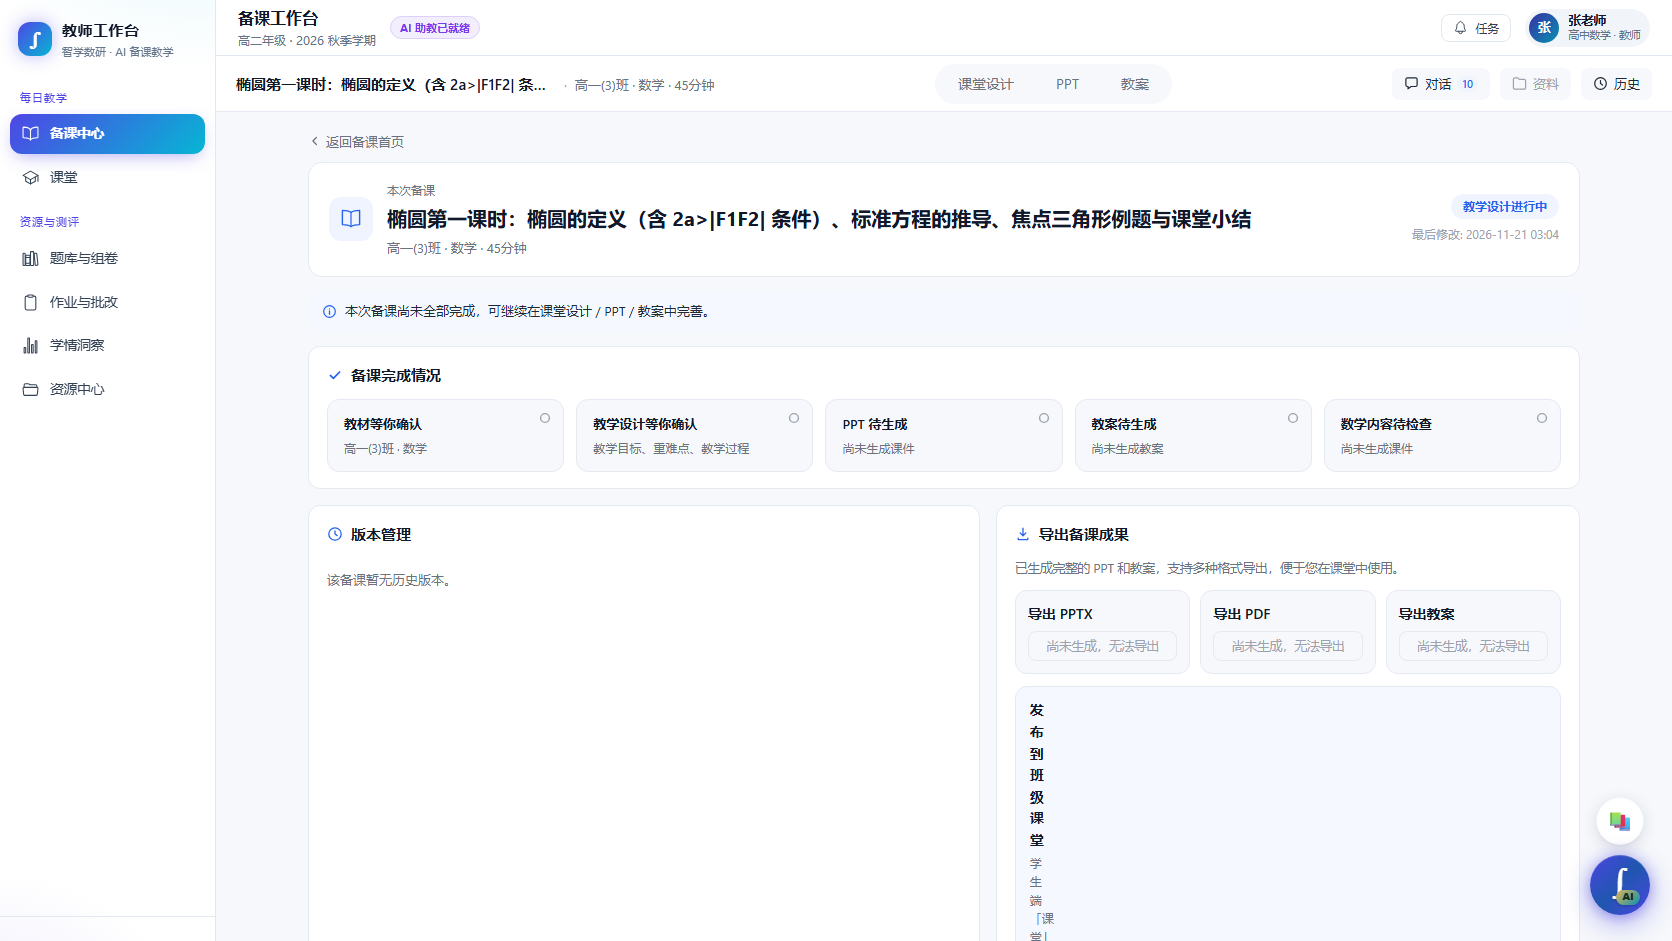 教师工作台
智学数研 · AI 备课教学
每日教学
备课中心
课堂
资源与测评
题库与组卷
作业与批改
学情洞察
资源中心
备课工作台
高二年级 · 2026 秋季学期
AI 助教已就绪
任务
张
张老师
高中数学 · 教师
椭圆第一课时：椭圆的定义（含 2a>|F1F2| 条...
· 高一(3)班 · 数学 · 45分钟
课堂设计
PPT
教案
对话 10
资料
历史
返回备课首页
本次备课
椭圆第一课时：椭圆的定义（含 2a>|F1F2| 条件）、标准方程的推导、焦点三角形例题与课堂小结
高一(3)班 · 数学 · 45分钟
教学设计进行中
最后修改: 2026-11-21 03:04
本次备课尚未全部完成，可继续在课堂设计 / PPT / 教案中完善。
备课完成情况
教材等你确认
高一(3)班 · 数学
教学设计等你确认
教学目标、重难点、教学过程
PPT 待生成
尚未生成课件
教案待生成
尚未生成教案
数学内容待检查
尚未生成课件
版本管理
该备课暂无历史版本。
导出备课成果
已生成完整的 PPT 和教案，支持多种格式导出，便于您在课堂中使用。
导出 PPTX
尚未生成，无法导出
导出 PDF
尚未生成，无法导出
导出教案
尚未生成，无法导出
发
布
到
班
级
课
堂
学
生
端
「课
堂」
AI